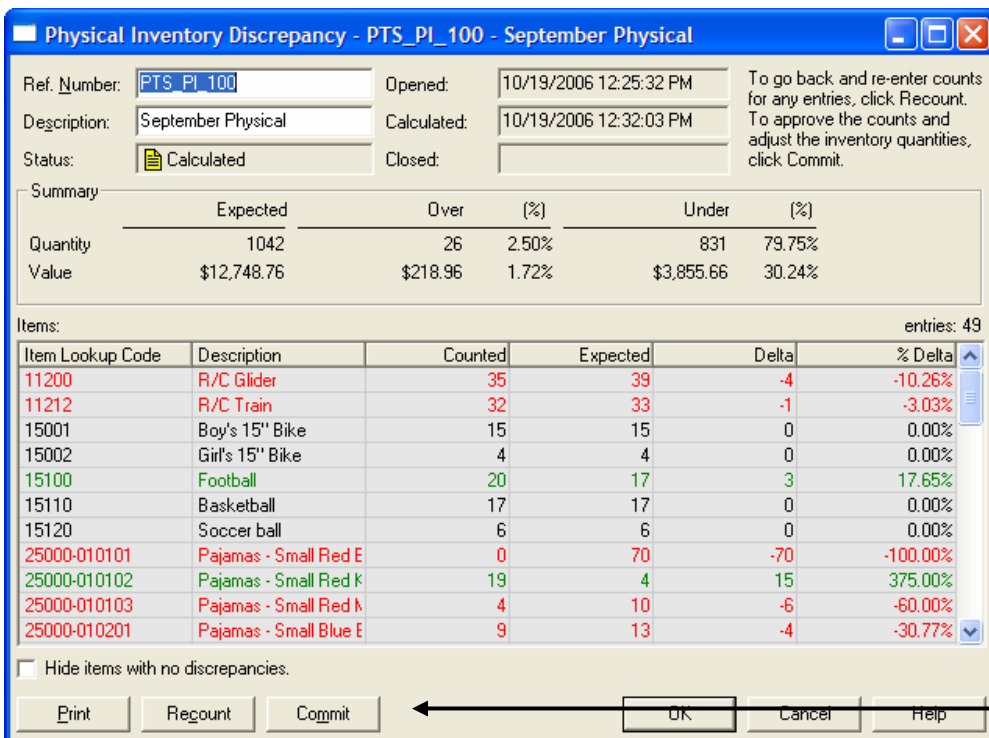 Physical Inventory Discrepancy - PTS_PI_100 - September Physical
Ref. Number: PTS_PI_100 Opened: 10/19/2006 12:25:32 PM
Description: September Physical Calculated: 10/19/2006 12:32:03 PM
Status: Calculated Closed:
To go back and re-enter counts
for any entries, click Recount.
To approve the counts and
adjust the inventory quantities,
click Commit.
Summary
Expected Over (%) Under (%)
Quantity 1042 26 2.50% 831 79.75%
Value $12,748.76 $218.96 1.72% $3,855.66 30.24%
Items: entries: 49
Item Lookup Code Description Counted Expected Delta % Delta
11200 R/C Glider 35 39 -4 -10.26%
11212 R/C Train 32 33 -1 -3.03%
15001 Boy's 15" Bike 15 15 0 0.00%
15002 Girl's 15" Bike 4 4 0 0.00%
15100 Football 20 17 3 17.65%
15110 Basketball 17 17 0 0.00%
15120 Soccer ball 6 6 0 0.00%
25000-010101 Pajamas - Small Red 0 70 -70 -100.00%
25000-010102 Pajamas - Small Red 19 4 15 375.00%
25000-010103 Pajamas - Small Red 4 10 -6 -60.00%
25000-010201 Pajamas - Small Blue 9 13 -4 -30.77%
Hide items with no discrepancies.
Print Recount Commit OK Cancel Help